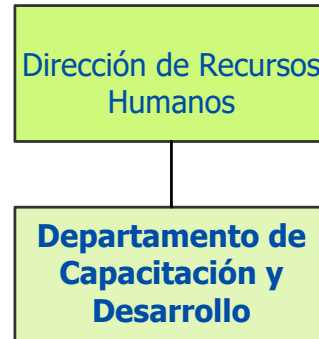 Dirección de Recursos
Humanos
Departamento de
Capacitación y
Desarrollo